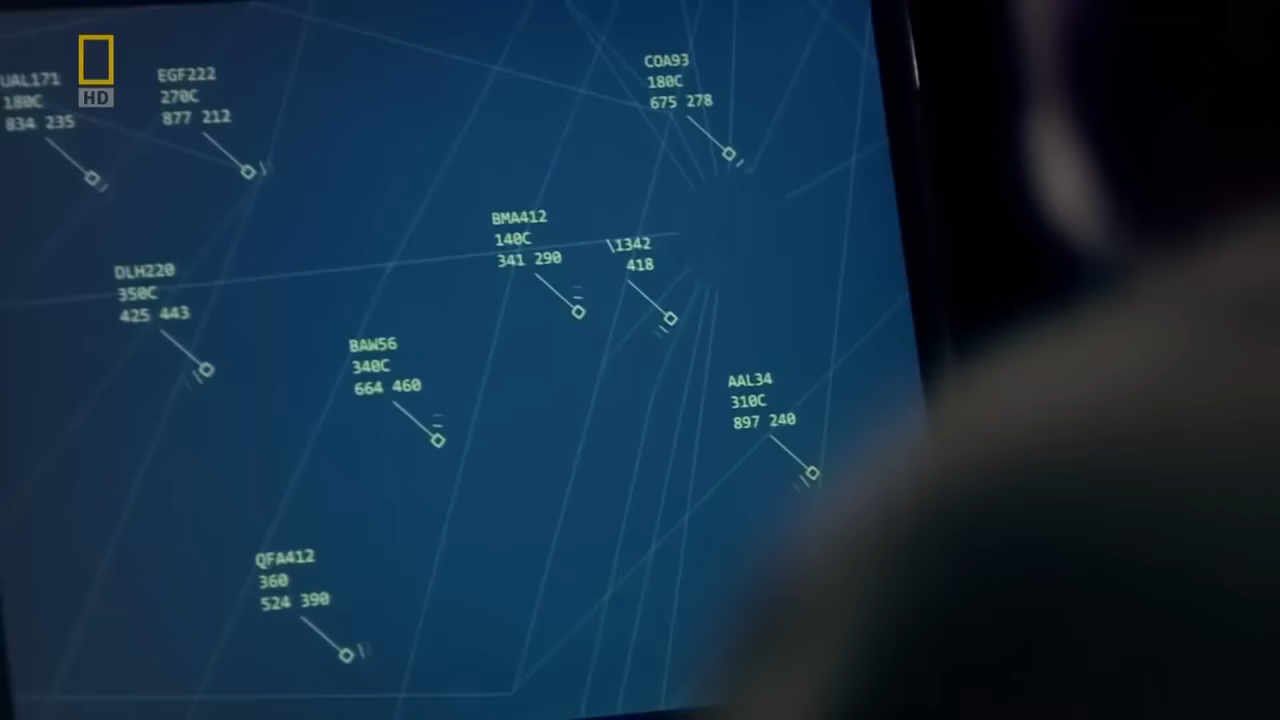 HD
UAL171
180C
834 235
EGF222
270C
877 212
COA93
180C
675 278
BMA412
140C
341 290
\1342
418
DLH220
350C
425 443
BAW56
340C
664 460
AAL34
310C
897 240
QFA412
360
524 390